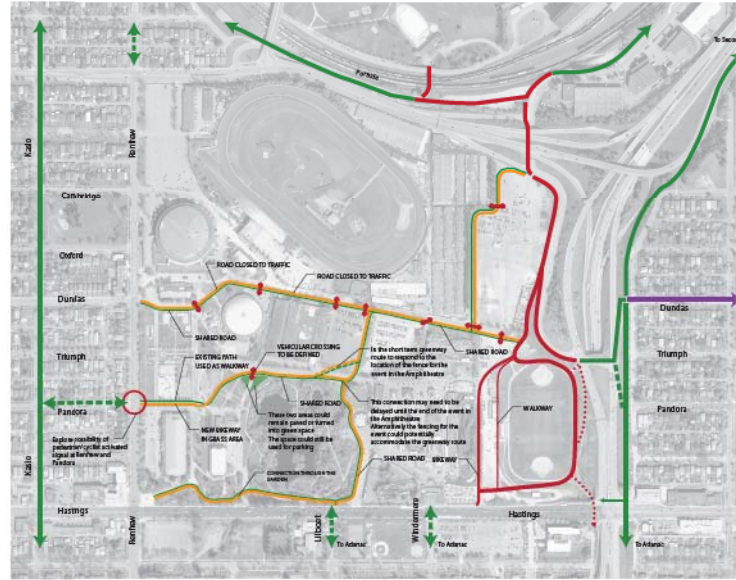 To Seco
Portside
Kaslo
Renfrew
Cambridge
Oxford
ROAD CLOSED TO TRAFFIC
ROAD CLOSED TO TRAFFIC
Dundas
Dundas
SHARED ROAD
Triumph
EXISTING PATH
USED AS WALKWAY
VEHICULAR CROSSING
TO BE DEFINED
Is the short term greenway
route to respond to the
location of the fence for the
event in the Amphitheatre
SHARED ROAD
Triumph
Pandora
SHARED ROAD
This connection may need to be
delayed until the end of the event in
the Amphitheatre
Alternatively the fencing for the
event could potentially
accommodate the greenway route
WALKWAY
Pandora
Explore possibility of
pedestrian/cyclist activated
signal at Renfrew and
Pandora
NEW BIKEWAY
IN GRASS AREA
These two areas could
remain paved or turned
into green space
The space could still be
used for parking
Kaslo
CONNECTION THROUGH THE
GARDEN
SHARED ROAD
BIKEWAY
Hastings
Hastings
Renfrew
Lillooet
To Adanac
Windermere
To Adanac
To Adanac